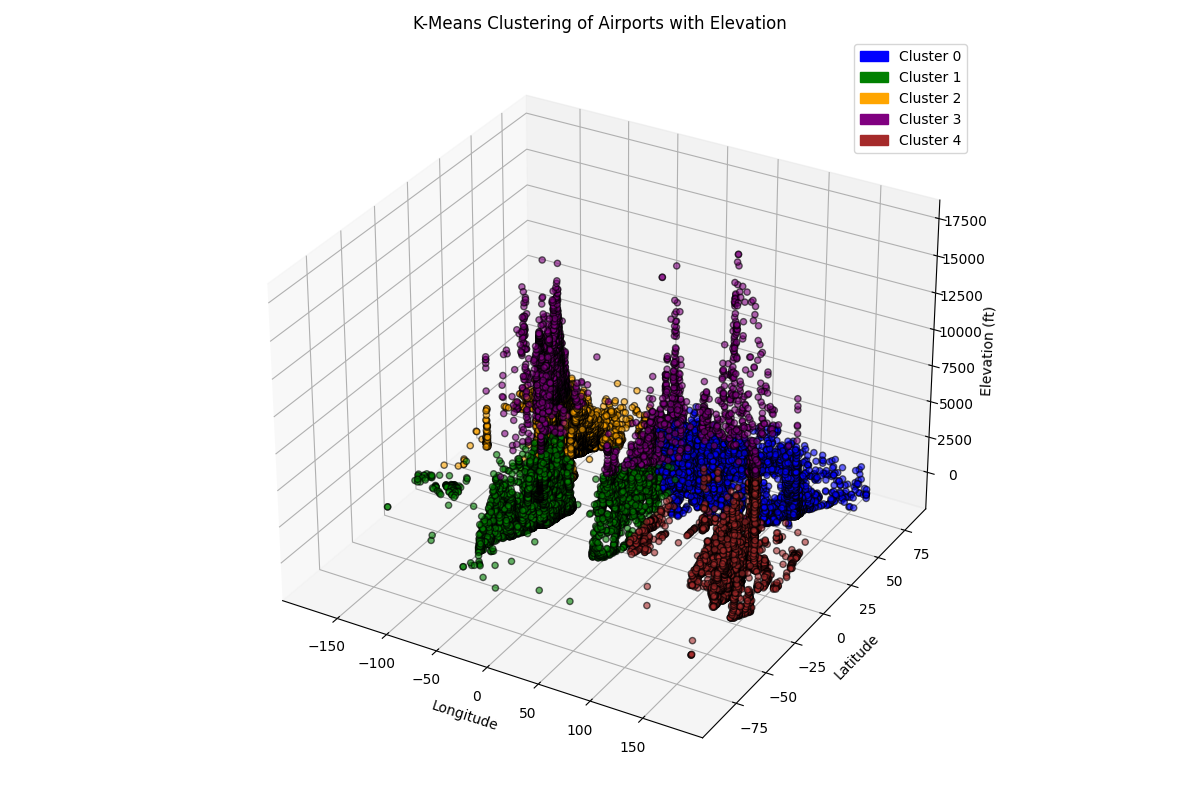 K-Means Clustering of Airports with Elevation
Cluster 0
Cluster 1
Cluster 2
Cluster 3
Cluster 4
17500
15000
12500
10000
7500
5000
2500
0
Elevation (ft)
75
50
25
0
−25
−50
−75
Latitude
−150
−100
−50
0
50
100
150
Longitude